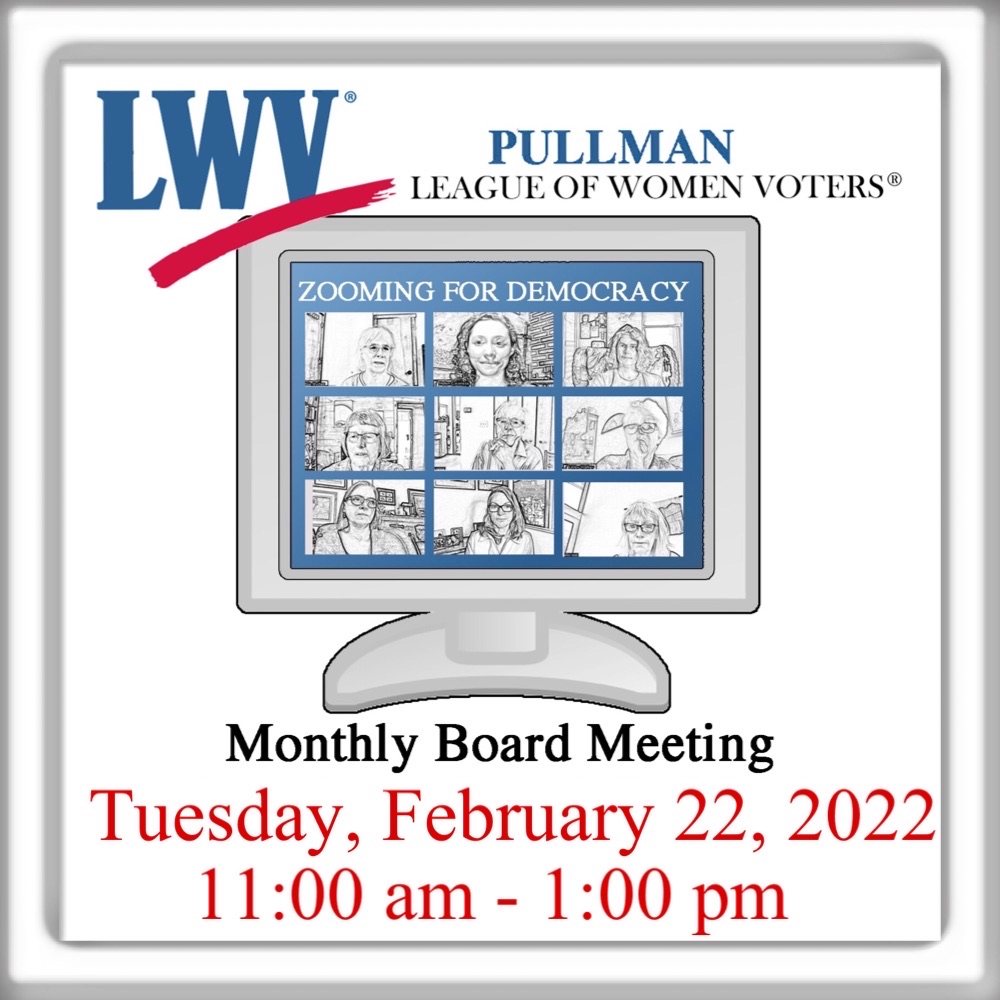 LWV®
PULLMAN
LEAGUE OF WOMEN VOTERS®
ZOOMING FOR DEMOCRACY
Monthly Board Meeting
Tuesday, February 22, 2022
11:00 am - 1:00 pm